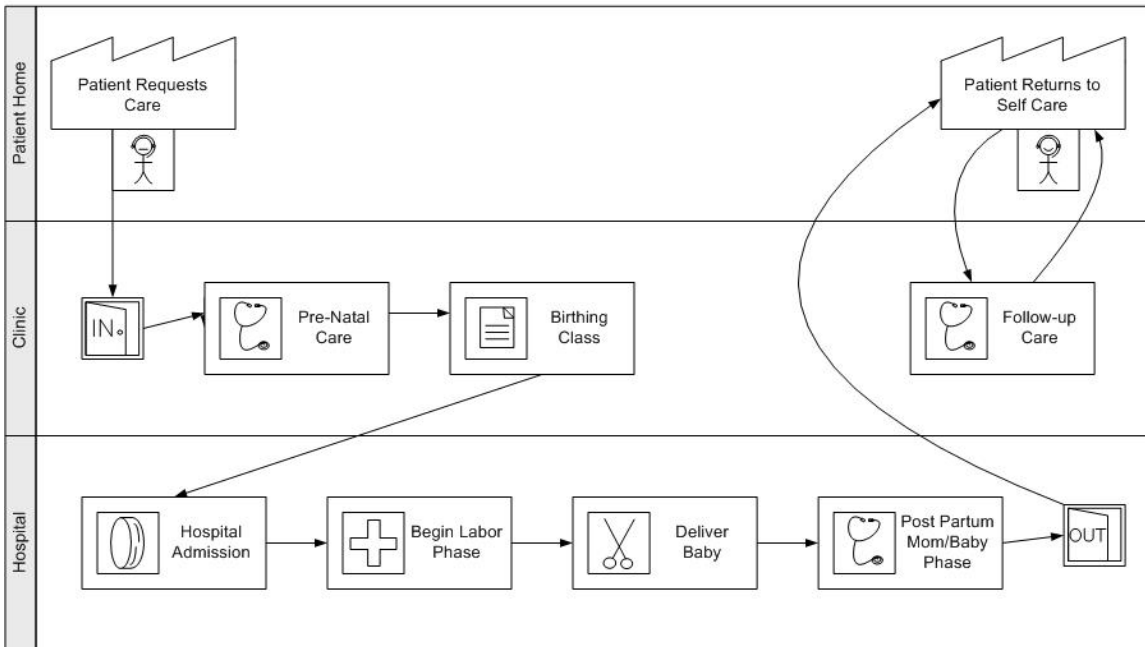 Patient Home
Patient Requests
Care
Patient Returns to
Self Care
Clinic
IN
Pre-Natal
Care
Birthing
Class
Follow-up
Care
Hospital
Hospital
Admission
Begin Labor
Phase
Deliver
Baby
Post Partum
Mom/Baby
Phase
OUT